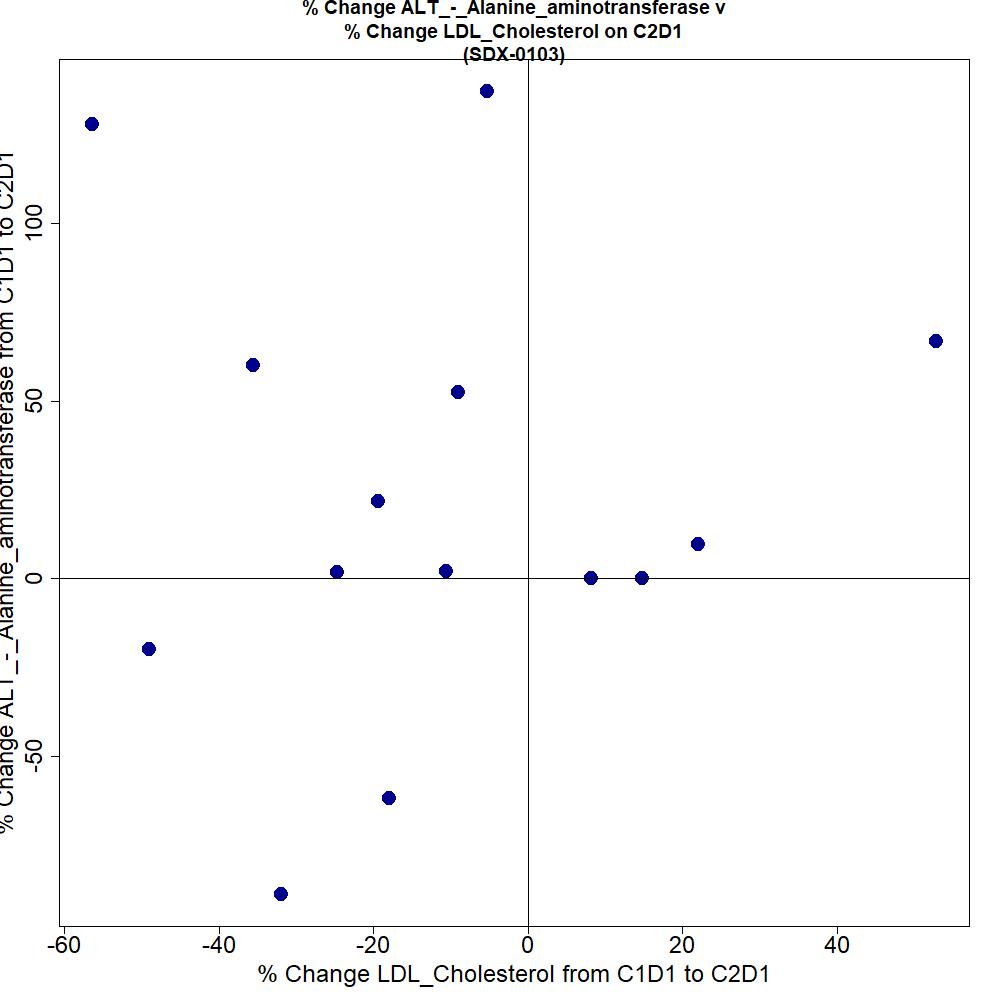 % Change ALT_-_Alanine_aminotransferase v
% Change LDL_Cholesterol on C2D1
(SDX-0103)
% Change ALT_-_Alanine_aminotransferase from C1D1 to C2D1
100
50
0
-50
-60 -40 -20 0 20 40
% Change LDL_Cholesterol from C1D1 to C2D1